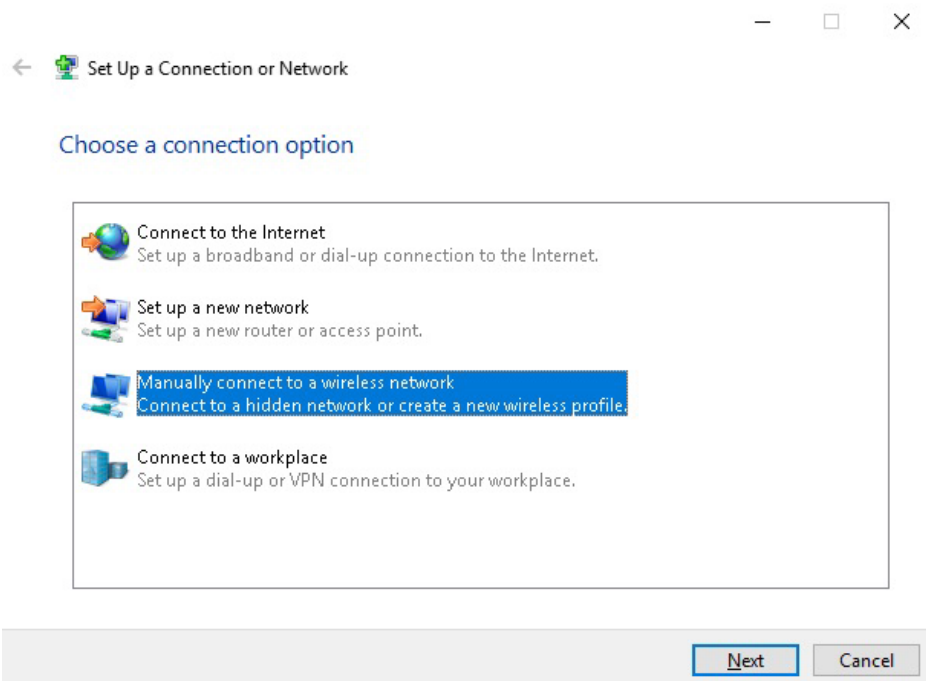 Set Up a Connection or Network
Choose a connection option
Connect to the Internet
Set up a broadband or dial-up connection to the Internet.
Set up a new network
Set up a new router or access point.
Manually connect to a wireless network
Connect to a hidden network or create a new wireless profile.
Connect to a workplace
Set up a dial-up or VPN connection to your workplace.
Next
Cancel